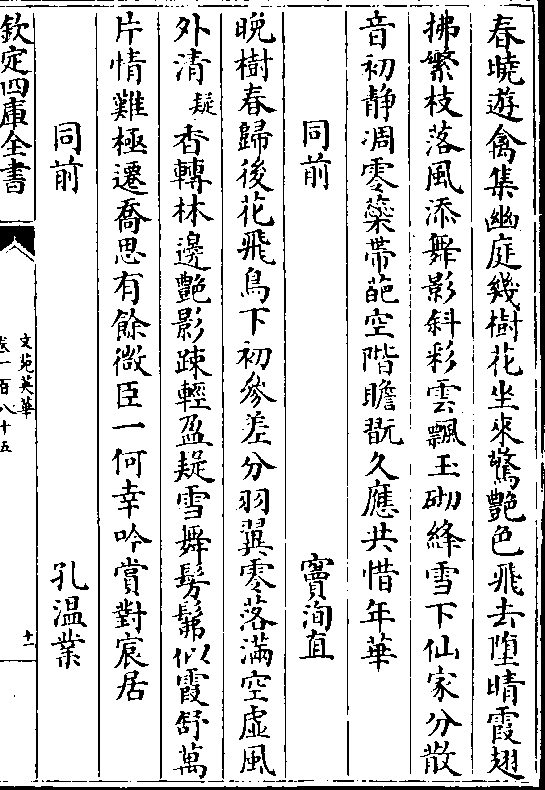 春曉遊禽集幽庭幾樹花坐來驚艷色飛去墮晴霞翅
拂繁枝落風添舞影斜彩雲飄玉砌絳雪下仙家分散
音初静凋零蘂帶葩空階瞻翫久應共惜年華
同前 竇洵直
晚樹春歸後花飛鳥下初參差分羽翼零落滿空虛風
外清疑香轉林邊艷影踈輕盈疑雪舞髣髴似霞舒萬
片情難極遷喬思有餘微臣一何幸吟賞對宸居
同前 孔温業
欽定四庫全書
文苑英華
卷一百八十五
十一